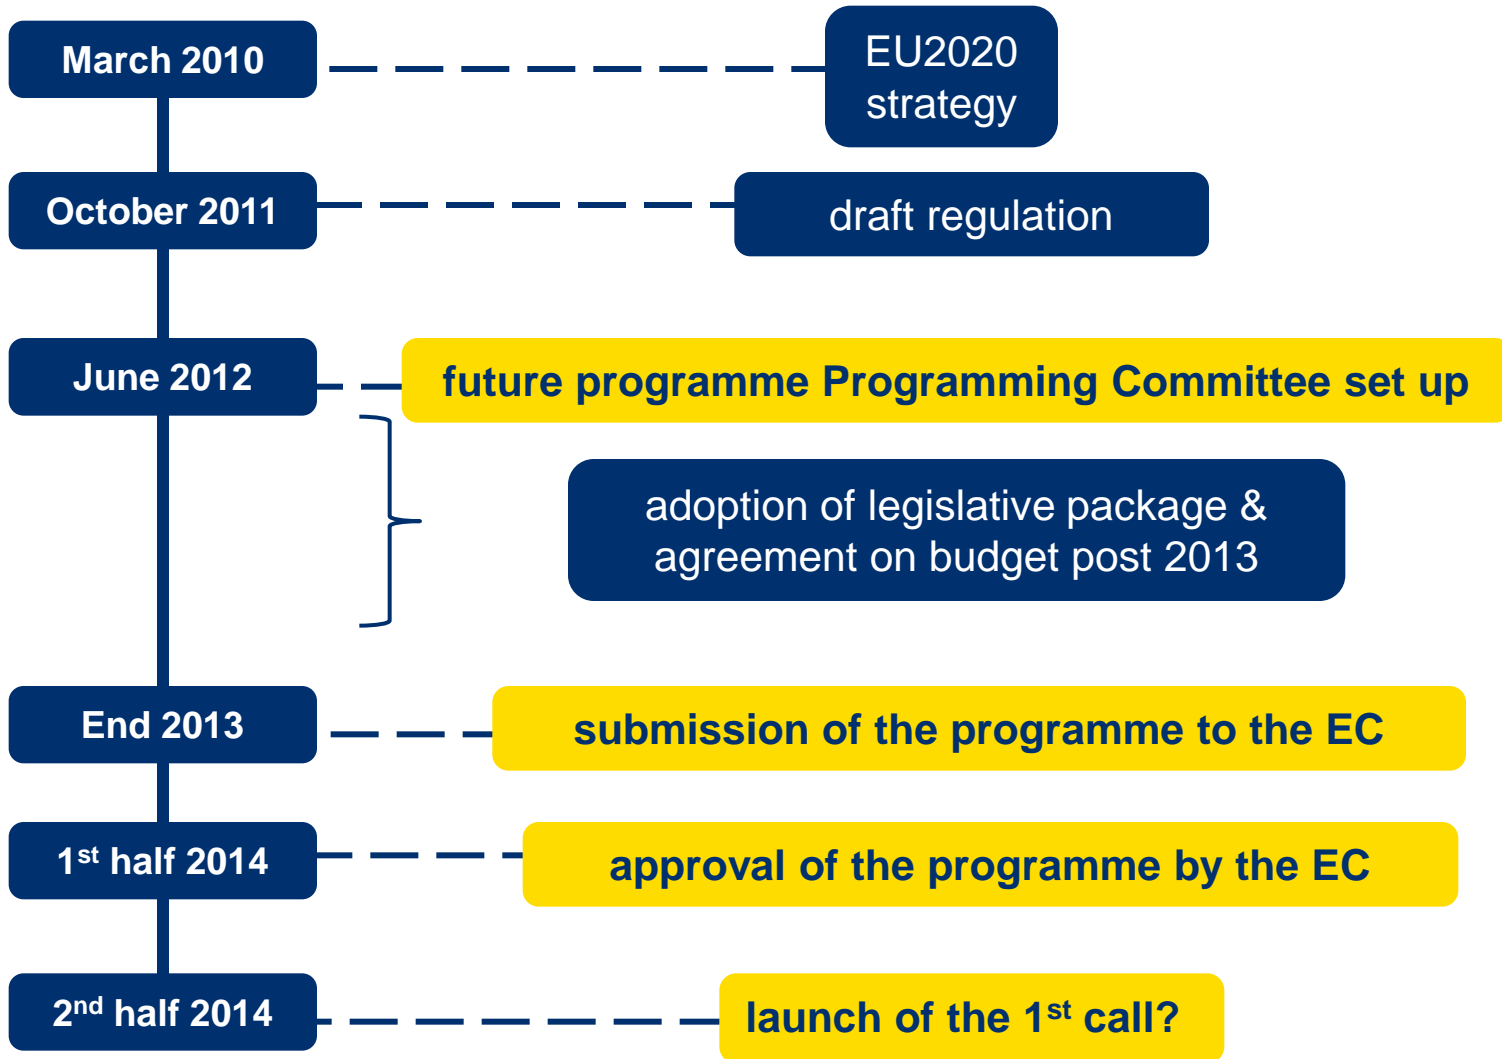 March 2010
EU2020
strategy
October 2011
draft regulation
June 2012
future programme Programming Committee set up
adoption of legislative package &
agreement on budget post 2013
End 2013
submission of the programme to the EC
1st half 2014
approval of the programme by the EC
2nd half 2014
launch of the 1st call?